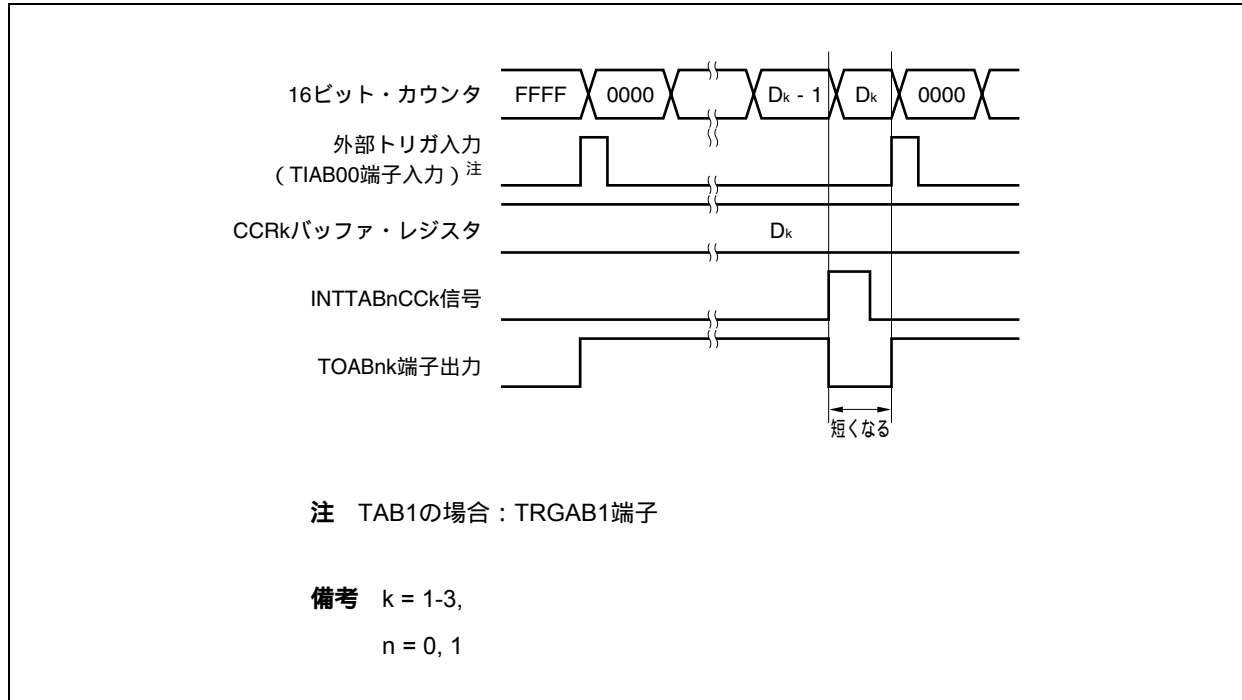 16ビット・カウンタ FFFF 0000 Dk - 1 Dk 0000
外部トリガ入力
(TIAB00端子入力)注
CCRkバッファ・レジスタ Dk
INTTABnCCk信号
TOABnk端子出力
短くなる
注 TAB1の場合：TRGAB1端子
備考 k = 1-3,
n = 0, 1